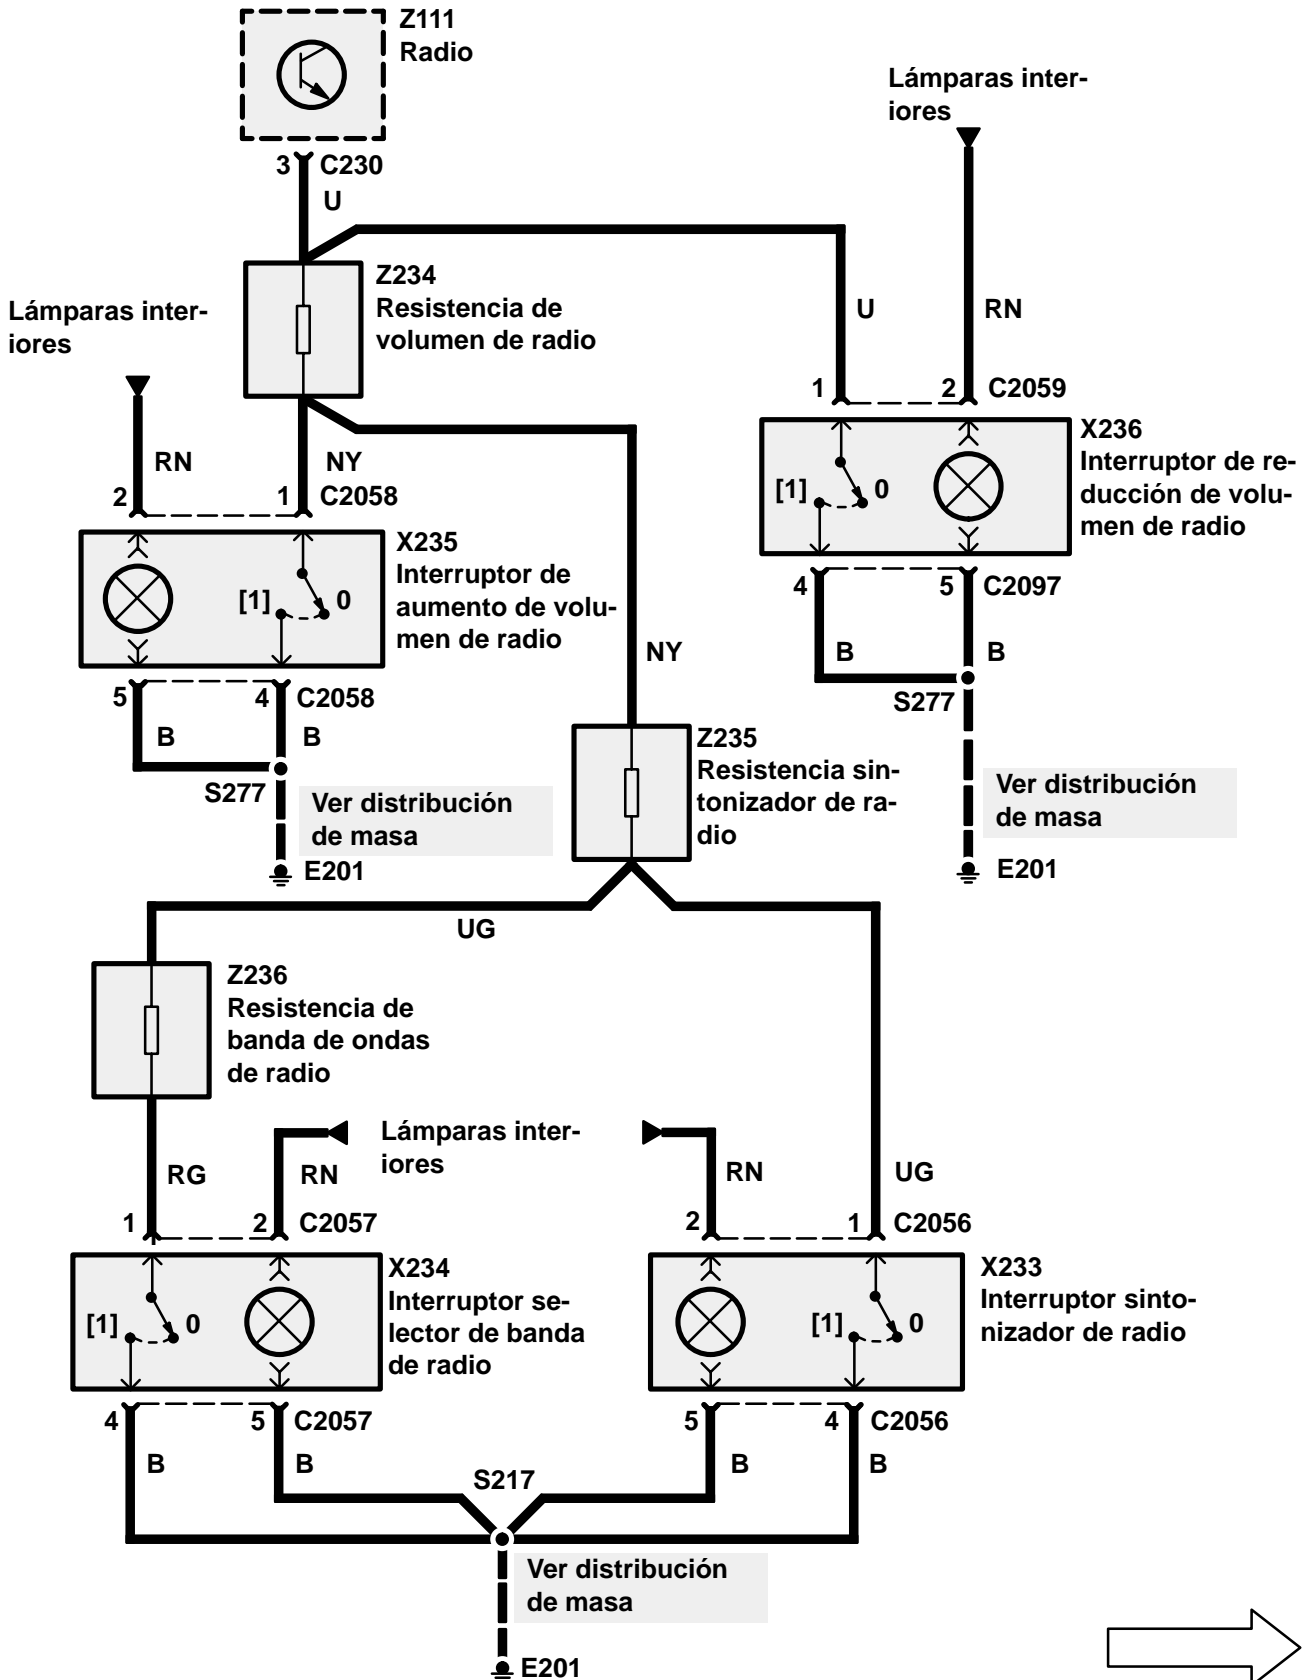 Z111
Radio
Lámparas inter-
iores
3 C230
U
Z234
Resistencia de
volumen de radio
Lámparas inter-
iores
U
RN
1
2 C2059
X236
Interruptor de re-
ducción de volu-
men de radio
[1]
0
RN
NY
2
1 C2058
X235
Interruptor de
aumento de volu-
men de radio
[1]
0
4
5 C2097
B
B
S277
NY
5
4 C2058
B
B
S277
Z235
Resistencia sin-
tonizador de ra-
dio
Ver distribución
de masa
E201
Ver distribución
de masa
E201
UG
Z236
Resistencia de
banda de ondas
de radio
Lámparas inter-
iores
RG
RN
RN
UG
1
2 C2057
2
1 C2056
X234
Interruptor se-
lector de banda
de radio
[1]
0
X233
Interruptor sinto-
nizador de radio
[1]
0
4
5 C2057
5
4 C2056
B
B
S217
B
B
Ver distribución
de masa
E201